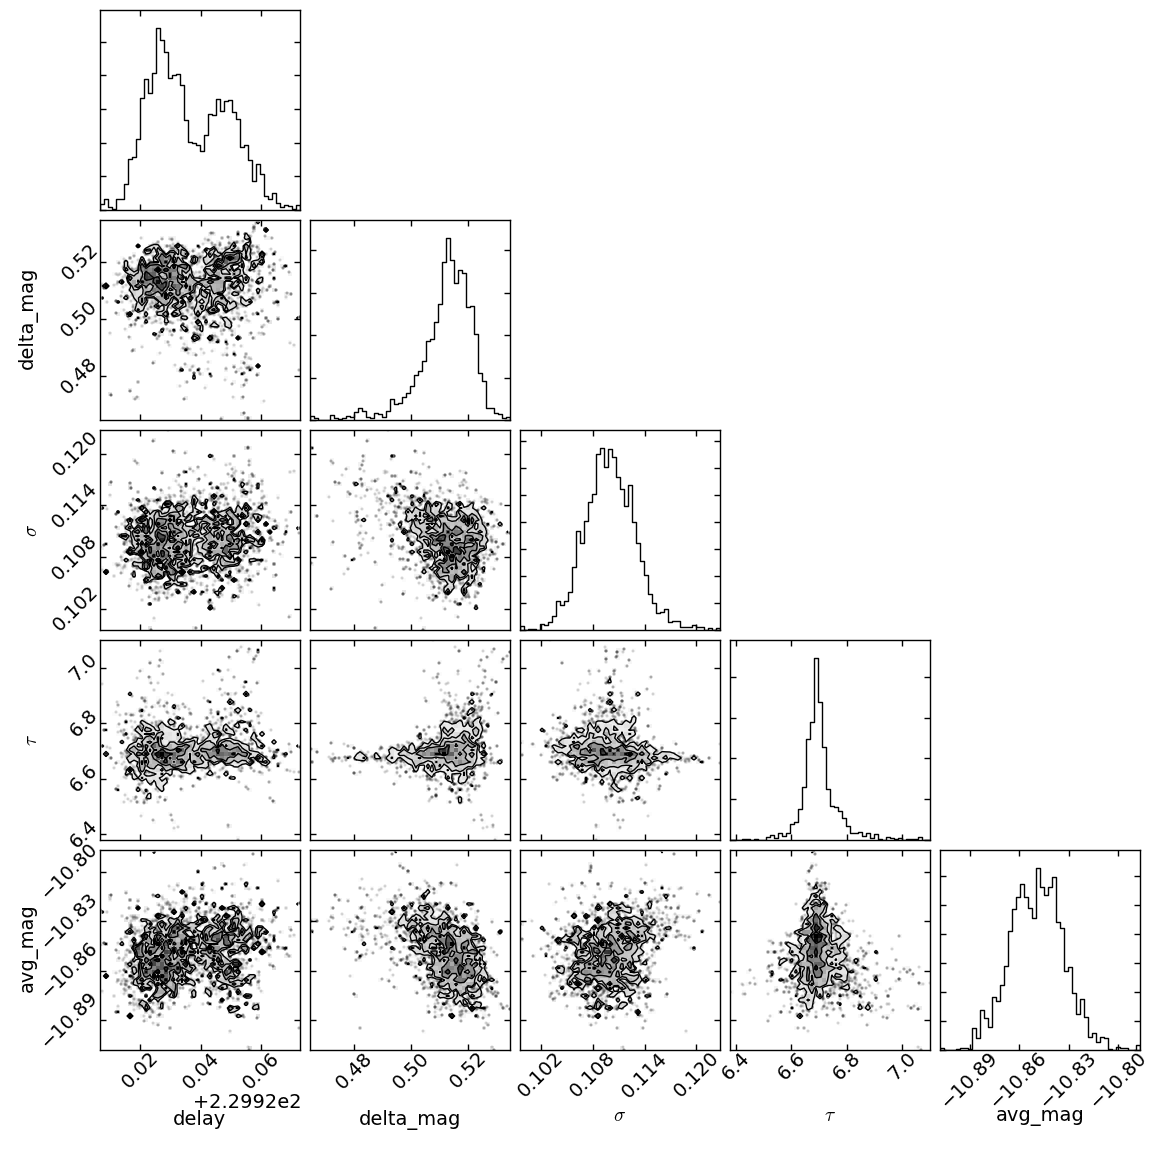 0.52
0.50
0.48
delta_mag
0.120
0.114
0.108
0.102
σ
7.0
6.8
6.6
6.4
τ
−10.80
−10.83
−10.86
−10.89
avg_mag
0.02 0.04 0.06
+2.2992e2
delay
0.48 0.50 0.52
delta_mag
0.102 0.108 0.114 0.120
σ
6.4 6.6 6.8 7.0
τ
−10.89 −10.86 −10.83 −10.80
avg_mag